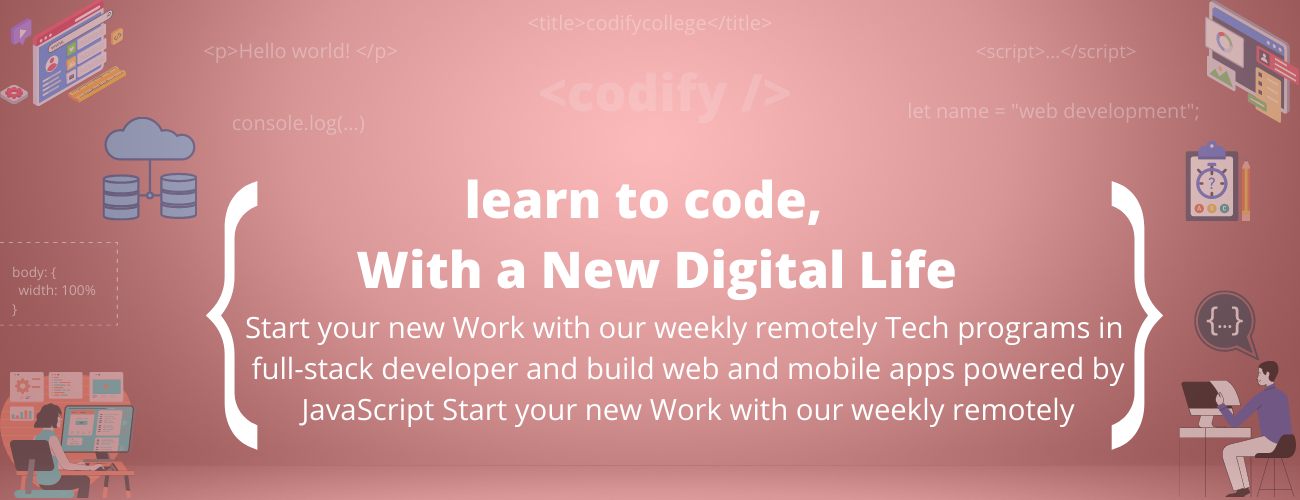 <title>codifycollege</title>
<p>Hello world! </p>
<script>...</script>
<codify />
let name = "web development";
console.log(...)
learn to code,
With a New Digital Life
Start your new Work with our weekly remotely Tech programs in
full-stack developer and build web and mobile apps powered by
JavaScript Start your new Work with our weekly remotely
body: {
width: 100%
}
{...}
?
A B C